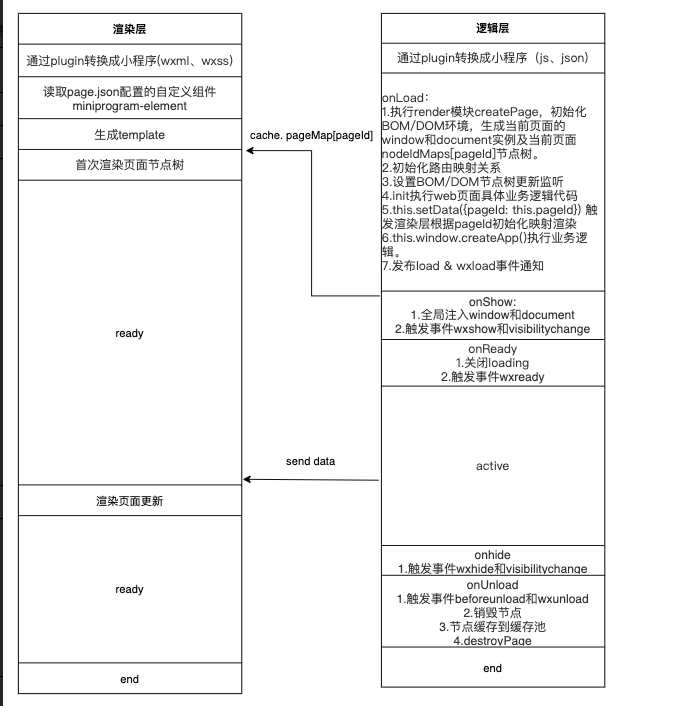 渲染层
通过plugin转换成小程序(wxml、wxss)
读取page.json配置的自定义组件
miniprogram-element
生成template
首次渲染页面节点树
ready
渲染页面更新
ready
end
cache. pageMap[pageId]
send data
逻辑层
通过plugin转换成小程序（js、json）
onLoad：
1.执行render模块createPage，初始化
BOM/DOM环境，生成当前页面的
window和document实例及当前页面
nodeIdMaps[pageId]节点树。
2.初始化路由映射关系
3.设置BOM/DOM节点树更新监听
4.init执行web页面具体业务逻辑代码
5.this.setData({pageId: this.pageId}) 触
发渲染层根据pageId初始化映射渲染
6.this.window.createApp()执行业务逻
辑。
7.发布load & wxload事件通知
onShow:
1.全局注入window和document
2.触发事件wxshow和visibilitychange
onReady
1.关闭loading
2.触发事件wxready
active
onhide
1.触发事件wxhide和visibilitychange
onUnload
1.触发事件beforeunload和wxunload
2.销毁节点
3.节点缓存到缓存池
4.destroyPage
end